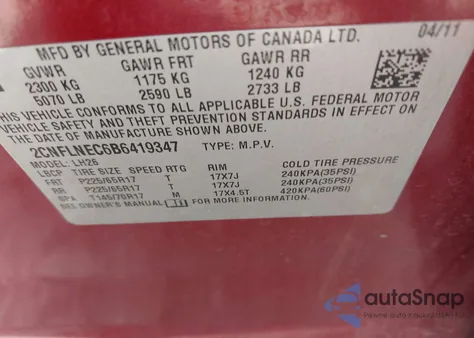 MFD BY GENERAL MOTORS OF CANADA LTD. 04/11
GVWR GAWR FRT GAWR RR
2300 KG 1175 KG 1240 KG
5070 LB 2590 LB 2733 LB
THIS VEHICLE CONFORMS TO ALL APPLICABLE U.S. FEDERAL MOTOR
VEHICLE SAFETY, BUMPER, AND THEFT PREVENTION STANDARDS IN EFFECT
ON THE DATE OF MANUFACTURE SHOWN ABOVE.
2CNFLNEC6B6419347 TYPE: M.P.V.
MODEL: LH26
LBCP TIRE SIZE SPEED RTG RIM COLD TIRE PRESSURE
FRT P225/65R17 T 17X7J 240KPA(35PSI)
RR P225/65R17 T 17X7J 240KPA(35PSI)
SPA T145/70R17 M 17X4.5T 420KPA(60PSI)
SEE OWNER'S MANUAL FOR MORE INFORMATION.
autoSnap